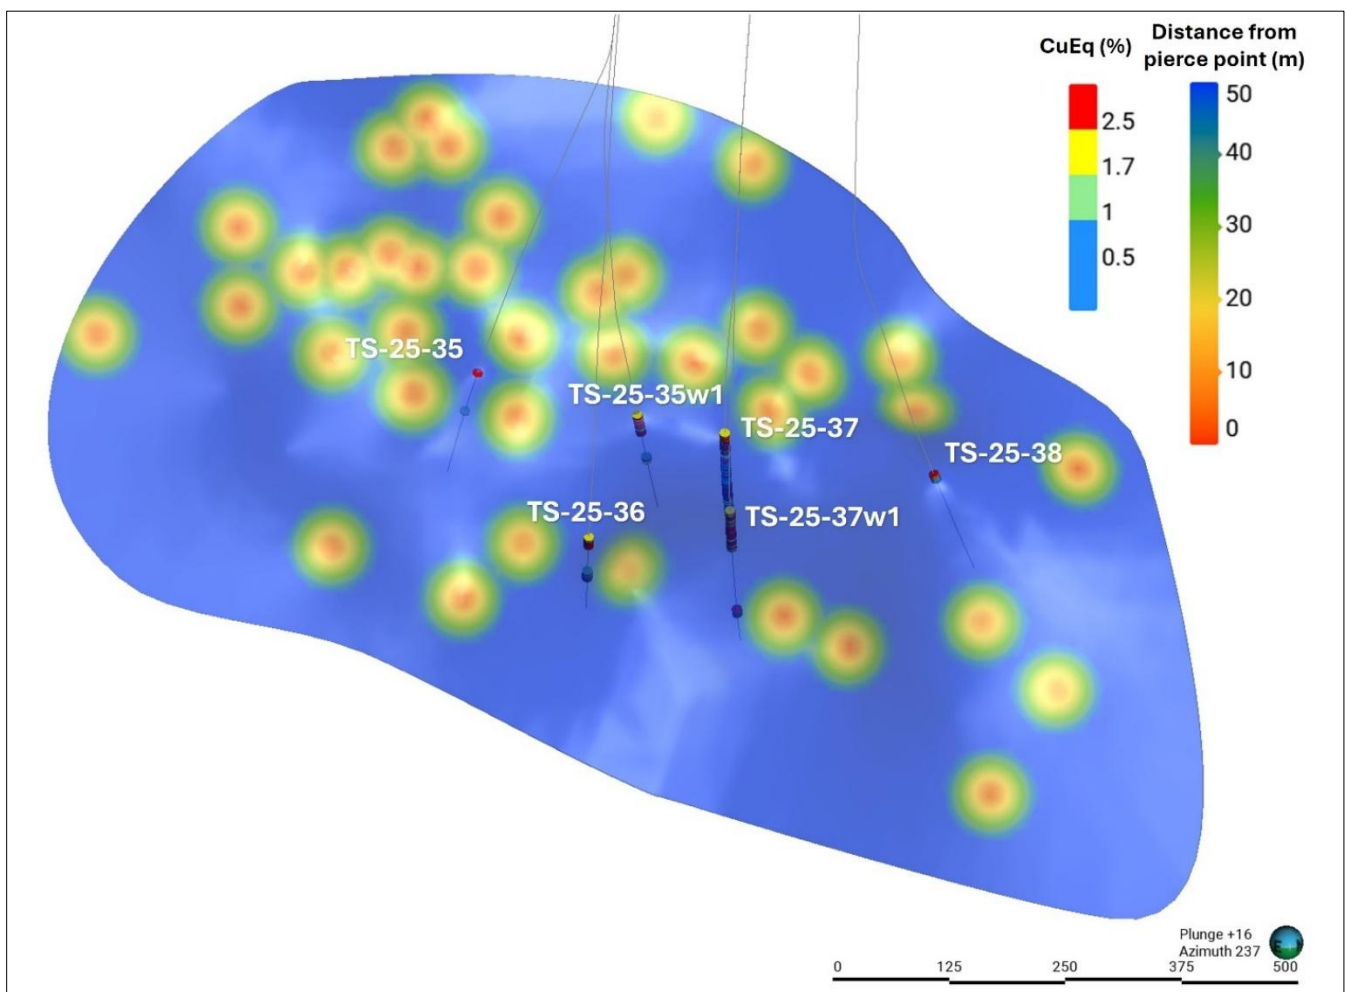 CuEq (%)
Distance from
pierce point (m)
2.5
1.7
1
0.5
50
40
30
20
10
0
TS-25-35
TS-25-35w1
TS-25-37
TS-25-38
TS-25-36
TS-25-37w1
Plunge +16
Azimuth 237
0 125 250 375 500